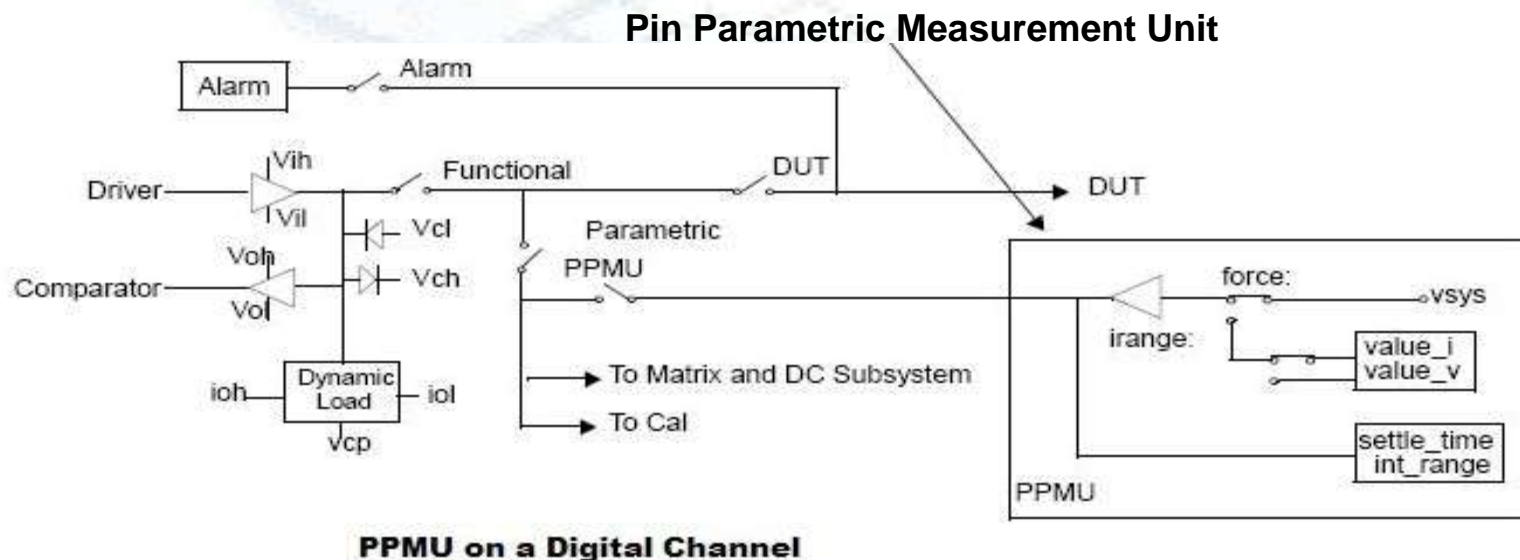 Pin Parametric Measurement Unit
Alarm
Alarm
Vih
Functional
DUT
Driver
DUT
Vil
Vcl
Parametric
Voh
PPMU
force:
Comparator
Vch
vsys
Vol
irange:
value_i
value_v
Dynamic
Load
ioh
iol
To Matrix and DC Subsystem
To Cal
vcp
settle_time
int_range
PPMU
PPMU on a Digital Channel